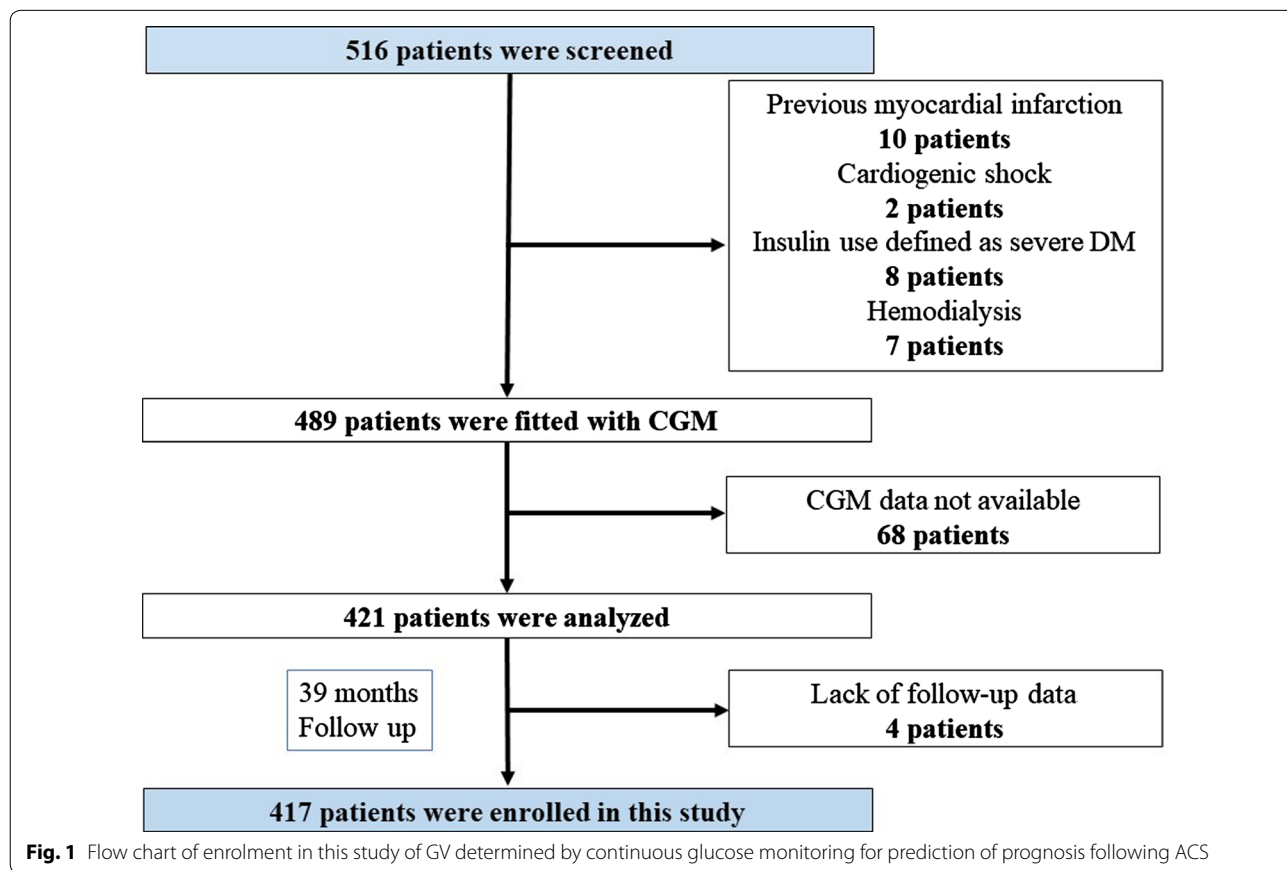 516 patients were screened
Previous myocardial infarction
10 patients
Cardiogenic shock
2 patients
Insulin use defined as severe DM
8 patients
Hemodialysis
7 patients
489 patients were fitted with CGM
CGM data not available
68 patients
421 patients were analyzed
39 months
Follow up
Lack of follow-up data
4 patients
417 patients were enrolled in this study
Fig. 1 Flow chart of enrolment in this study of GV determined by continuous glucose monitoring for prediction of prognosis following ACS